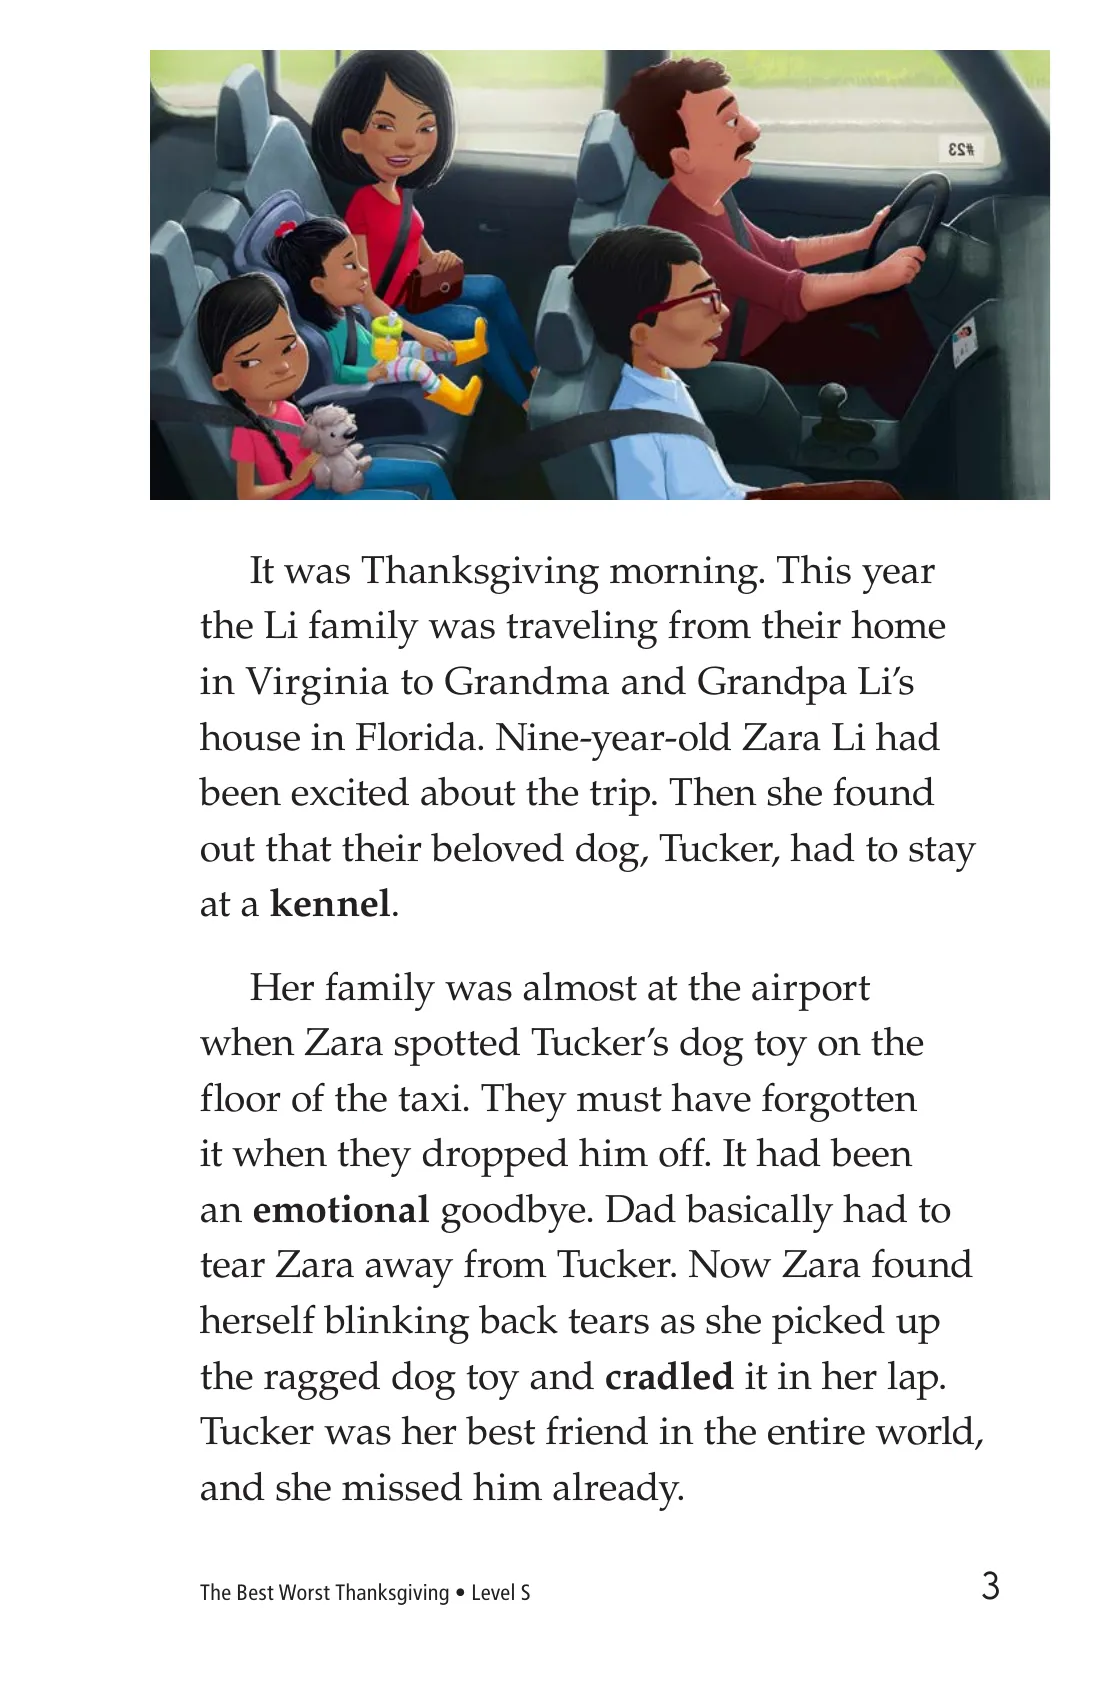 #23
It was Thanksgiving morning. This year
the Li family was traveling from their home
in Virginia to Grandma and Grandpa Li’s
house in Florida. Nine-year-old Zara Li had
been excited about the trip. Then she found
out that their beloved dog, Tucker, had to stay
at a kennel.
Her family was almost at the airport
when Zara spotted Tucker’s dog toy on the
floor of the taxi. They must have forgotten
it when they dropped him off. It had been
an emotional goodbye. Dad basically had to
tear Zara away from Tucker. Now Zara found
herself blinking back tears as she picked up
the ragged dog toy and cradled it in her lap.
Tucker was her best friend in the entire world,
and she missed him already.
The Best Worst Thanksgiving • Level S
3